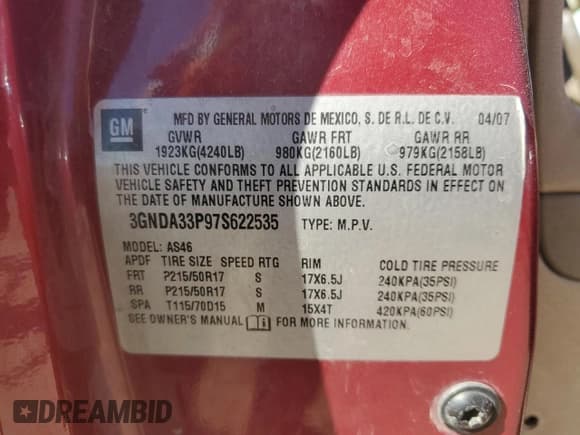 GM
MFD BY GENERAL MOTORS DE MEXICO, S. DE R.L. DE C.V. 04/07
GVWR GAWR FRT GAWR RR
1923KG(4240LB) 980KG(2160LB) 979KG(2158LB)
THIS VEHICLE CONFORMS TO ALL APPLICABLE U.S. FEDERAL MOTOR
VEHICLE SAFETY AND THEFT PREVENTION STANDARDS IN EFFECT ON
THE DATE OF MANUFACTURE SHOWN ABOVE.
3GNDA33P97S622535 TYPE: M.P.V.
MODEL: AS46
APDF TIRE SIZE SPEED RTG RIM COLD TIRE PRESSURE
FRT P215/50R17 S 17X6.5J 240KPA(35PSI)
RR P215/50R17 S 17X6.5J 240KPA(35PSI)
SPA T115/70D15 M 15X4T 420KPA(60PSI)
SEE OWNER'S MANUAL FOR MORE INFORMATION.
DREAMBID